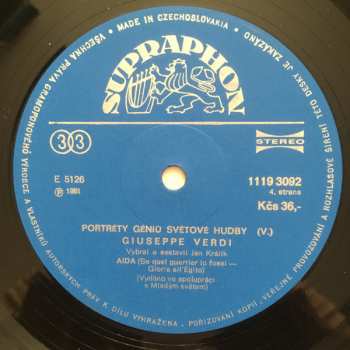 MADE IN CZECHOSLOVAKIA
VŠECHNA PRÁVA GRAMOFONOVÉHO VÝROBCE A VLASTNÍKŮ AUTORSKÝCH PRÁV K DÍLU VYHRAZENA. POŘIZOVÁNÍ KOPIÍ - VEŘEJNÉ PROVOZOVÁNÍ A ROZHLASOVÉ ŠÍŘENÍ TÉTO DESKY JE ZAKÁZÁNO
SUPRAPHON
33
STEREO
E 5126
1119 3092
℗ 1981
4. strana
Kčs 36,-
PORTRÉTY GÉNIŮ SVĚTOVÉ HUDBY (V.)
GIUSEPPE VERDI
Vybral a sestavil Jan Králík
AIDA (Se quel guerrier io fossi —
Gloria all'Egito)
(Vydáno ve spolupráci
s Mladým světem)